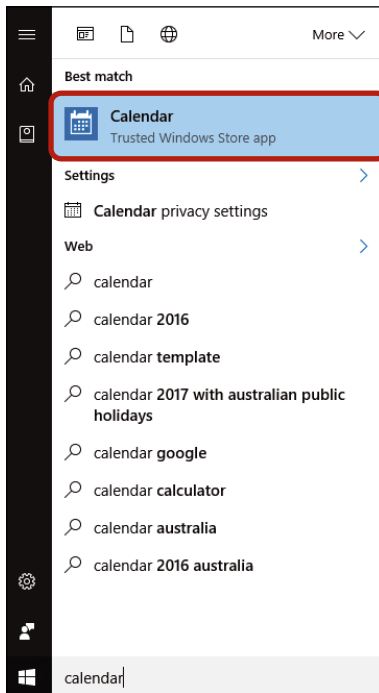 More
Best match
Calendar
Trusted Windows Store app
Settings
Calendar privacy settings
Web
calendar
calendar 2016
calendar template
calendar 2017 with australian public
holidays
calendar google
calendar calculator
calendar australia
calendar 2016 australia
calendar